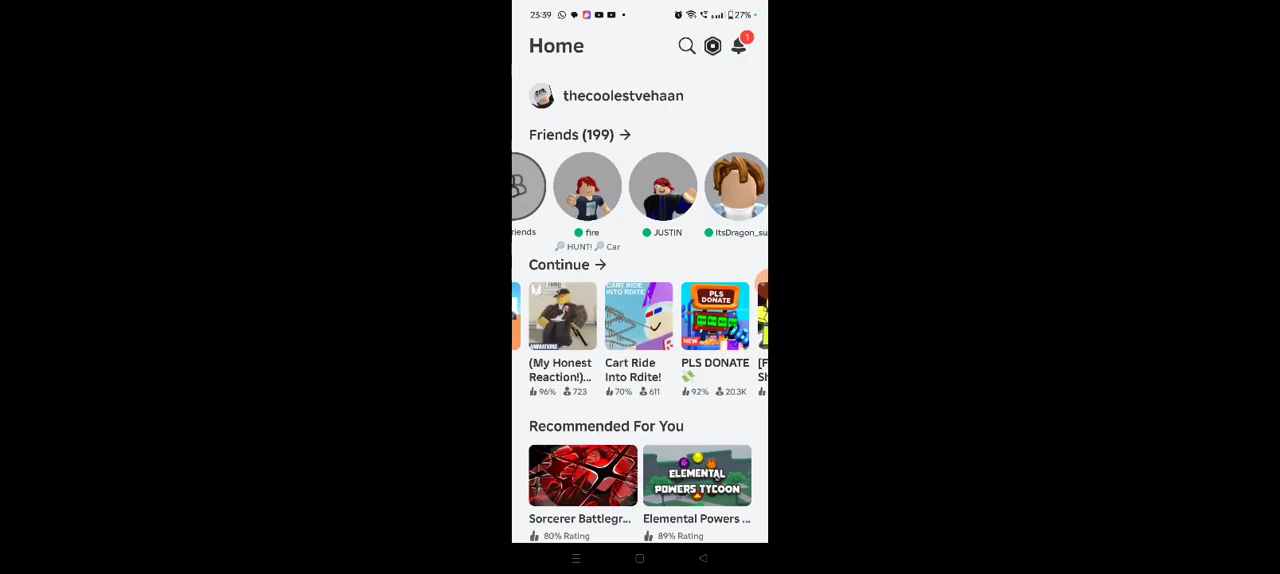 23:39
27%
Home
1
thecoolestvehaan
Friends (199)
riends
fire
JUSTIN
ItsDragon_su
HUNT! Car
Continue
ANIMATIONS
CART RIDE
INTO RDITE
PLS
DONATE
NEW
(My Honest
Reaction!)...
Cart Ride
Into Rdite!
PLS DONATE
[F
Sh
96%
723
70%
611
92%
20.3K
Recommended For You
ELEMENTAL
POWERS TYCOON
Sorcerer Battlegr...
Elemental Powers ...
80% Rating
89% Rating